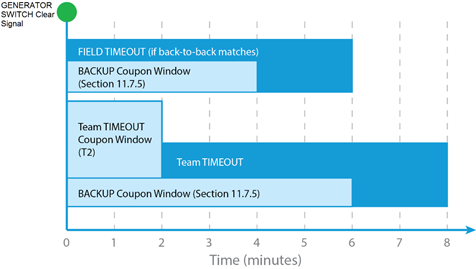 GENERATOR
SWITCH Clear
Signal
FIELD TIMEOUT (if back-to-back matches)
BACKUP Coupon Window
(Section 11.7.5)
Team TIMEOUT
Coupon Window
(T2)
Team TIMEOUT
BACKUP Coupon Window (Section 11.7.5)
0 1 2 3 4 5 6 7 8
Time (minutes)